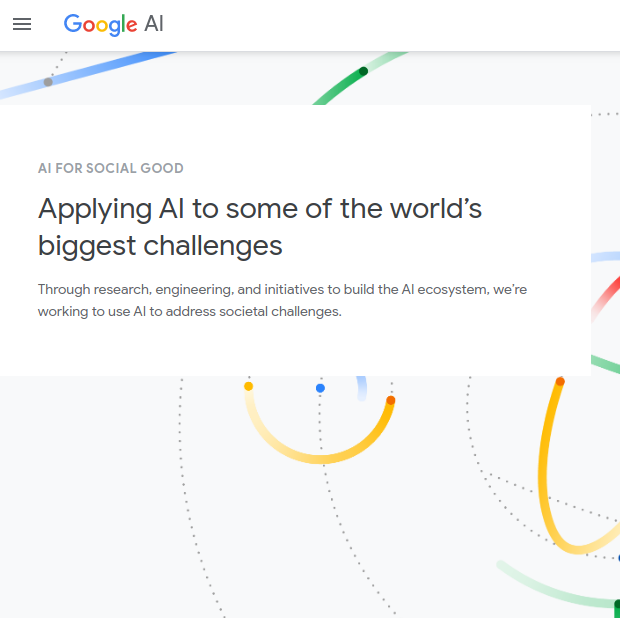 Google AI
AI FOR SOCIAL GOOD
Applying AI to some of the world’s
biggest challenges
Through research, engineering, and initiatives to build the AI ecosystem, we’re
working to use AI to address societal challenges.